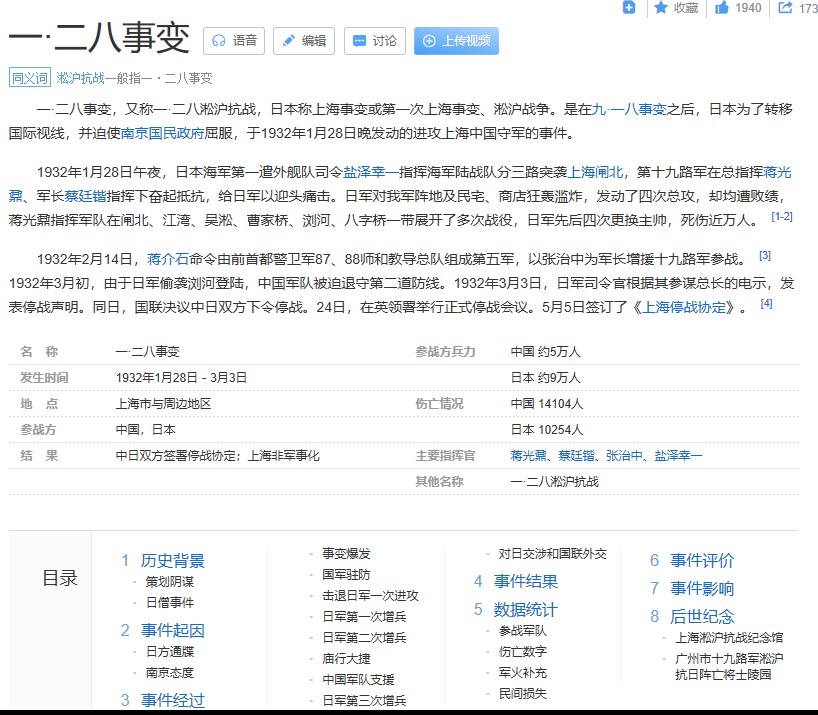 收藏 1940 173
一·二八事变 语音 编辑 讨论 上传视频
同义词 淞沪抗战一般指一·二八事变
一·二八事变，又称一·二八淞沪抗战，日本称上海事变或第一次上海事变、淞沪战争。是在九·一八事变之后，日本为了转移
国际视线，并迫使南京国民政府屈服，于1932年1月28日晚发动的进攻上海中国守军的事件。
1932年1月28日午夜，日本海军第一遣外舰队司令盐泽幸一指挥海军陆战队分三路突袭上海闸北，第十九路军在总指挥蒋光
鼐、军长蔡廷锴指挥下奋起抵抗，给日军以迎头痛击。日军对我军阵地及民宅、商店狂轰滥炸，发动了四次总攻，却均遭败绩，
蒋光鼐指挥军队在闸北、江湾、吴淞、曹家桥、浏河、八字桥一带展开了多次战役，日军先后四次更换主帅，死伤近万人。 [1-2]
1932年2月14日，蒋介石命令由前首都警卫军87、88师和教导总队组成第五军，以张治中为军长增援十九路军参战。 [3]
1932年3月初，由于日军偷袭浏河登陆，中国军队被迫退守第二道防线。1932年3月3日，日军司令官根据其参谋总长的电示，发
表停战声明。同日，国联决议中日双方下令停战。24日，在英领署举行正式停战会议。5月5日签订了《上海停战协定》。 [4]
名 称 一·二八事变 参战方兵力 中国 约5万人
发生时间 1932年1月28日 - 3月3日 日本 约9万人
地 点 上海市与周边地区 伤亡情况 中国 14104人
参战方 中国，日本 日本 10254人
结 果 中日双方签署停战协定；上海非军事化 主要指挥官 蒋光鼐、蔡廷锴、张治中、盐泽幸一
其他名称 一·二八淞沪抗战
目录
1 历史背景
- 策划阴谋
- 日僧事件
2 事件起因
- 日方通牒
- 南京态度
3 事件经过
- 事变爆发
- 国军驻防
- 击退日军一次进攻
- 日军第一次增兵
- 日军第二次增兵
- 庙行大捷
- 中国军队支援
- 日军第三次增兵
- 对日交涉和国联外交
4 事件结果
5 数据统计
- 参战军队
- 伤亡数字
- 军火补充
- 民间损失
6 事件评价
7 事件影响
8 后世纪念
- 上海淞沪抗战纪念馆
- 广州市十九路军淞沪
抗日阵亡将士陵园